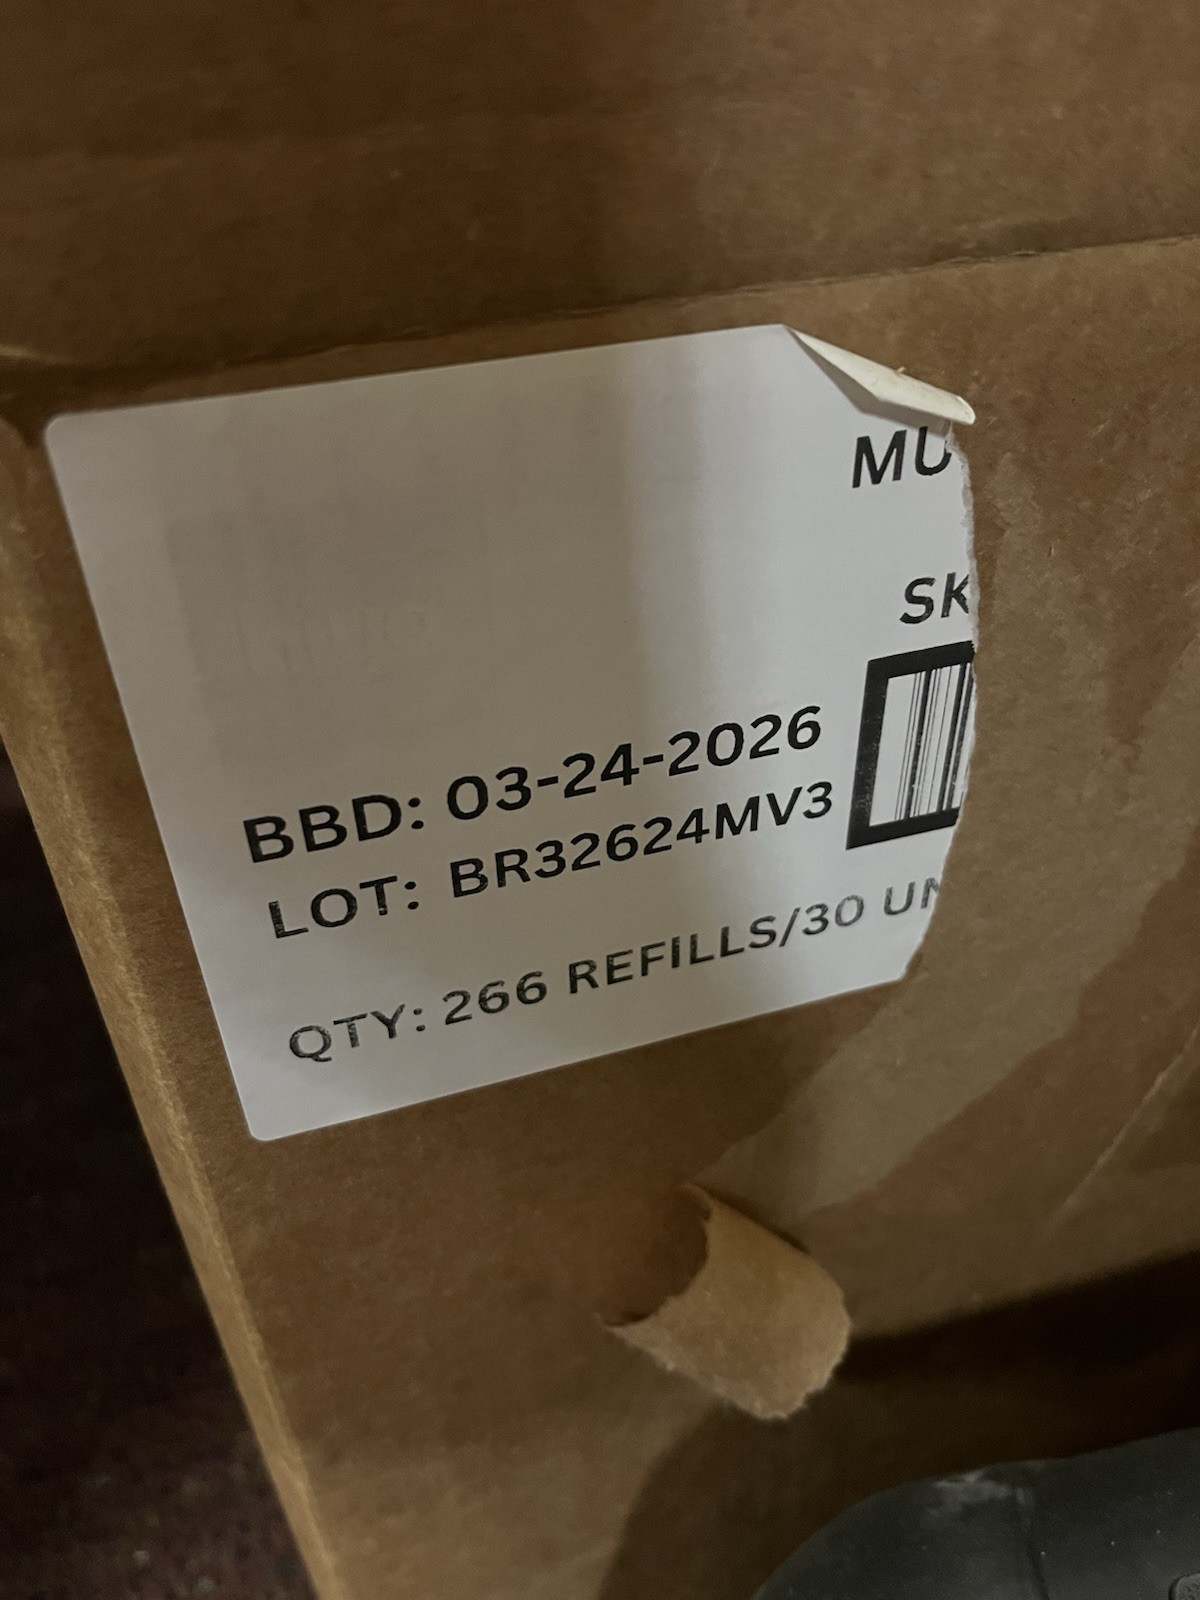 MU
SK
BBD: 03-24-2026
LOT: BR32624MV3
QTY: 266 REFILLS/30 UN